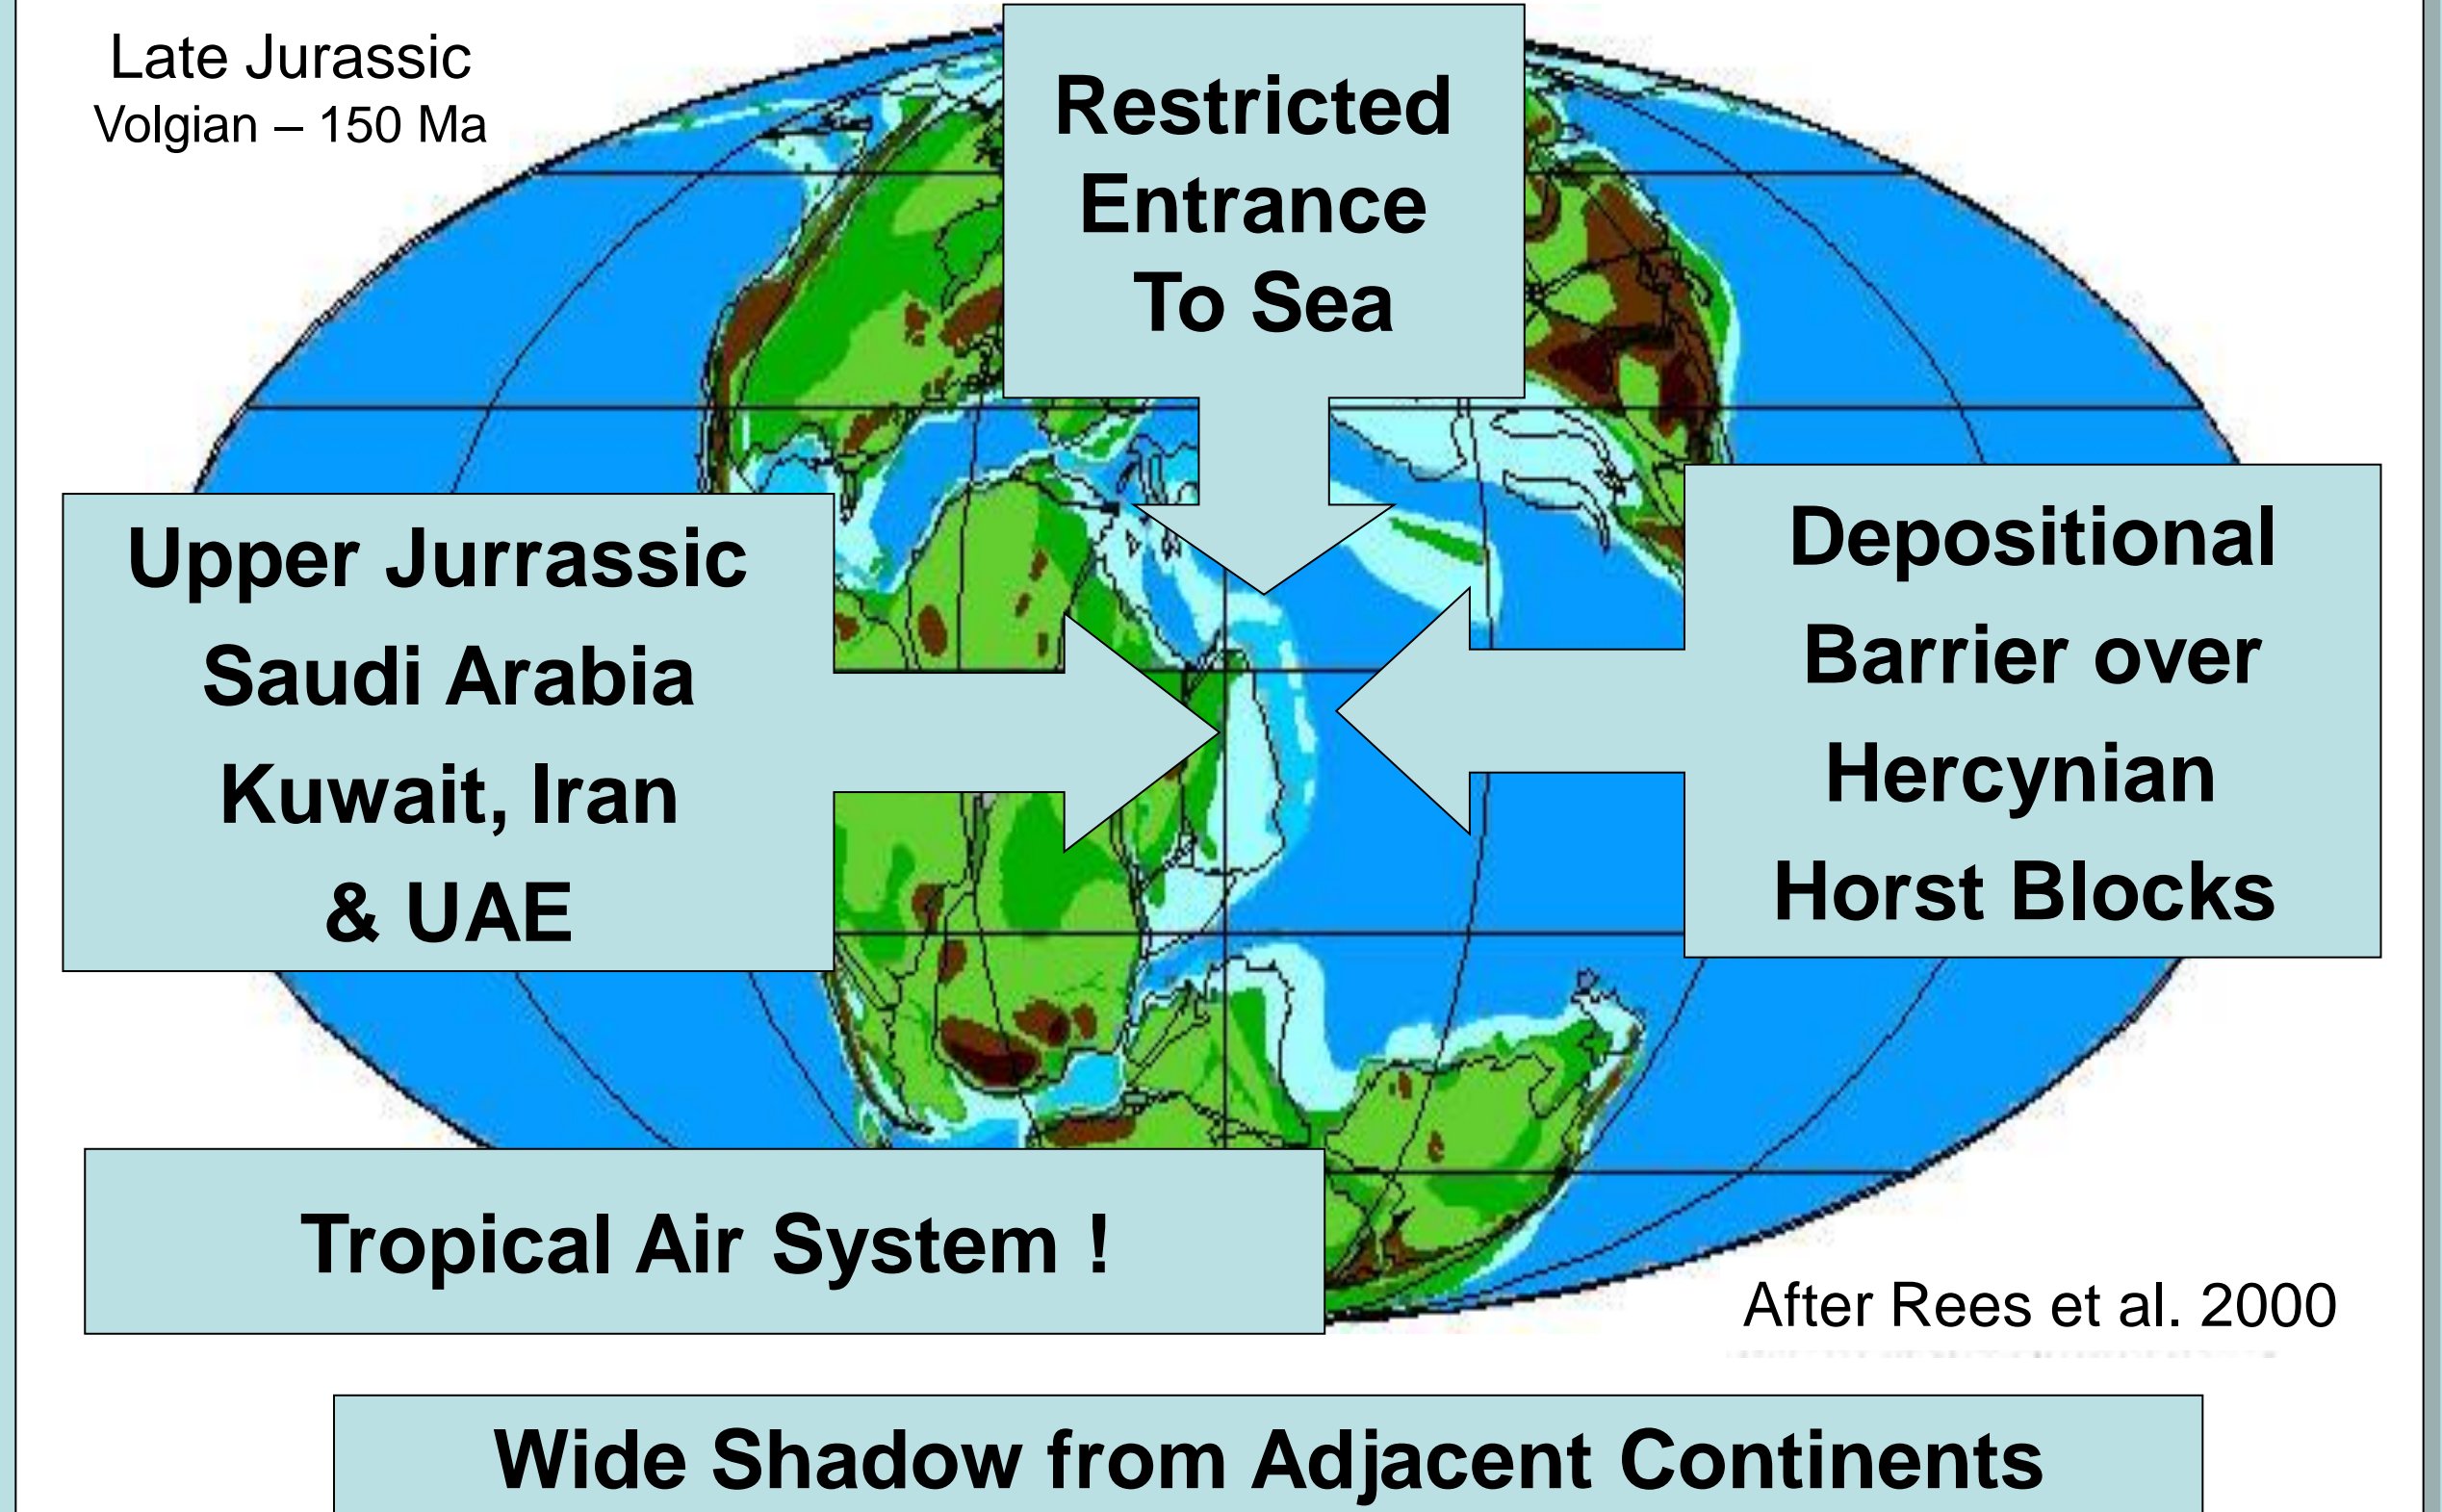 Late Jurassic
Volgian – 150 Ma
Restricted
Entrance
To Sea
Upper Jurrassic
Saudi Arabia
Kuwait, Iran
& UAE
Depositional
Barrier over
Hercynian
Horst Blocks
Tropical Air System !
After Rees et al. 2000
Wide Shadow from Adjacent Continents